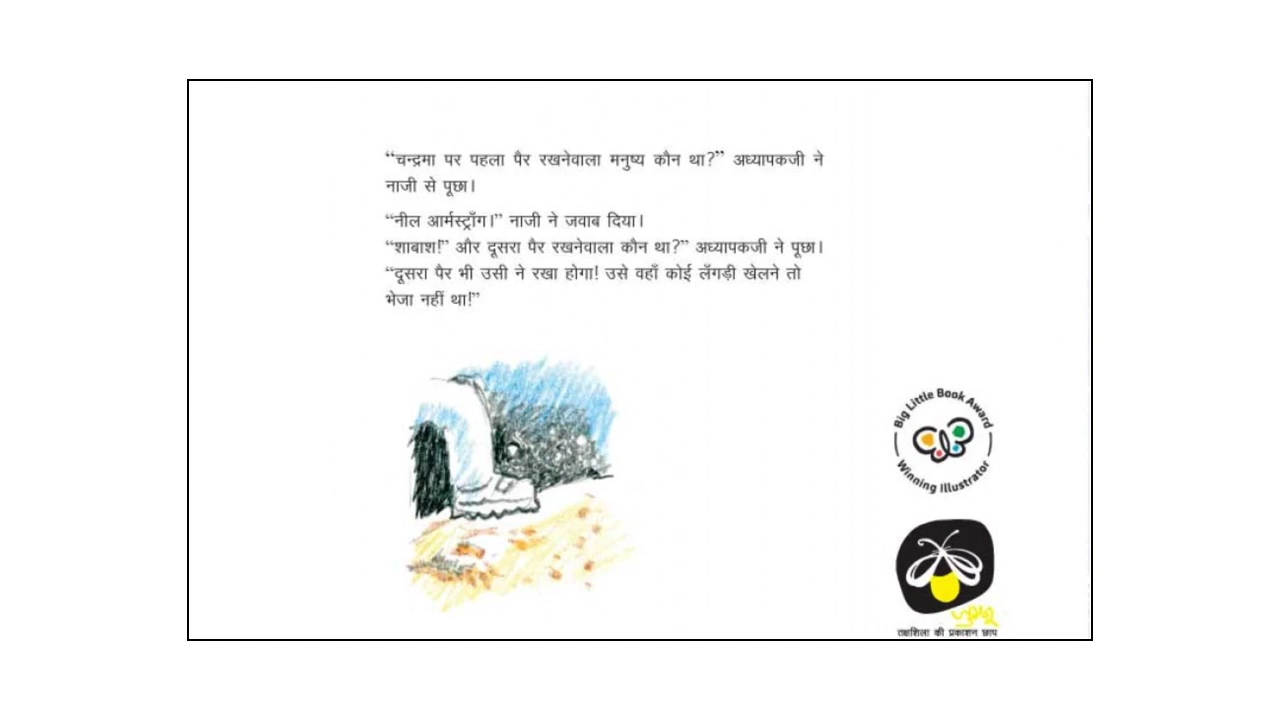 “चन्द्रमा पर पहला पैर रखनेवाला मनुष्य कौन था?” अध्यापकजी ने
नाजी से पूछा।
“नील आर्मस्ट्राँग।” नाजी ने जवाब दिया।
“शाबाश!” और दूसरा पैर रखनेवाला कौन था?” अध्यापकजी ने पूछा।
“दूसरा पैर भी उसी ने रखा होगा! उसे वहाँ कोई लँगड़ी खेलने तो
भेजा नहीं था!”
Big Little Book Award
Winning Illustrator
जुगनू
तक्षशिला की प्रकाशन छाप